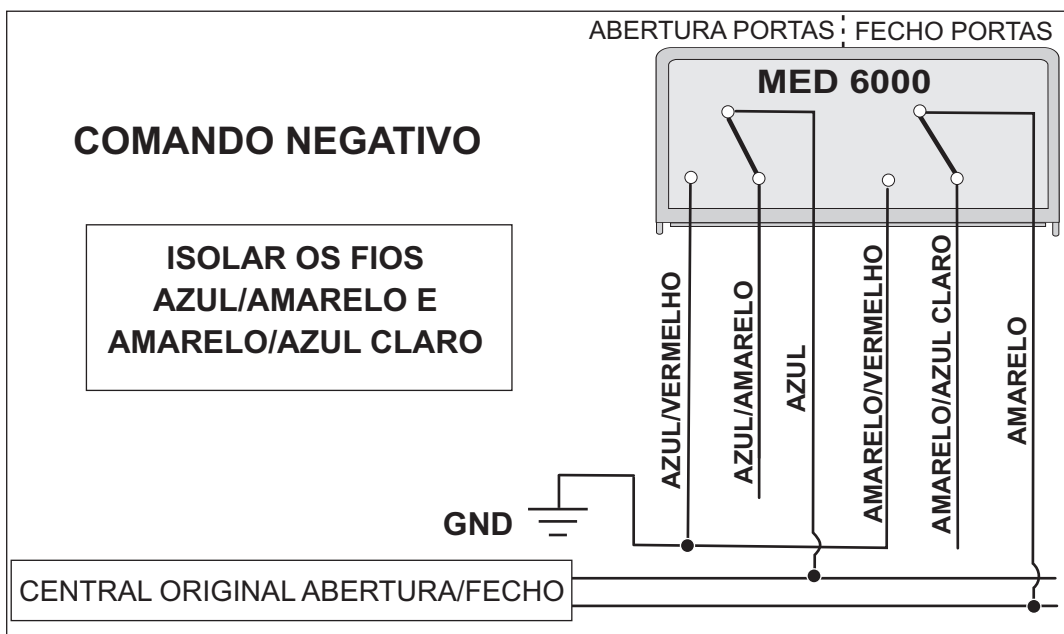 ABERTURA PORTAS FECHO PORTAS
MED 6000
COMANDO NEGATIVO
ISOLAR OS FIOS
AZUL/AMARELO E
AMARELO/AZUL CLARO
AZUL/VERMELHO
AZUL/AMARELO
AZUL
AMARELO/VERMELHO
AMARELO/AZUL CLARO
AMARELO
GND
CENTRAL ORIGINAL ABERTURA/FECHO